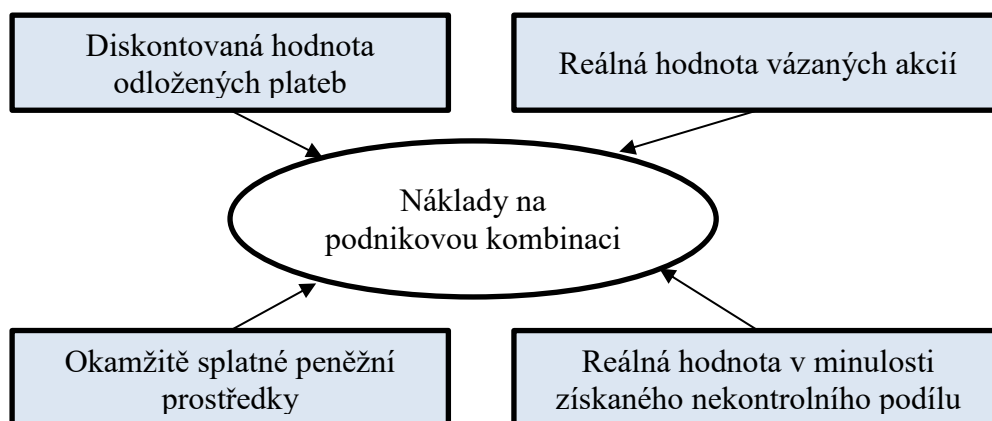 Diskontovaná hodnota
odložených plateb
Reálná hodnota vázaných akcií
Náklady na
podnikovou kombinaci
Okamžitě splatné peněžní
prostředky
Reálná hodnota v minulosti
získaného nekontrolního podílu